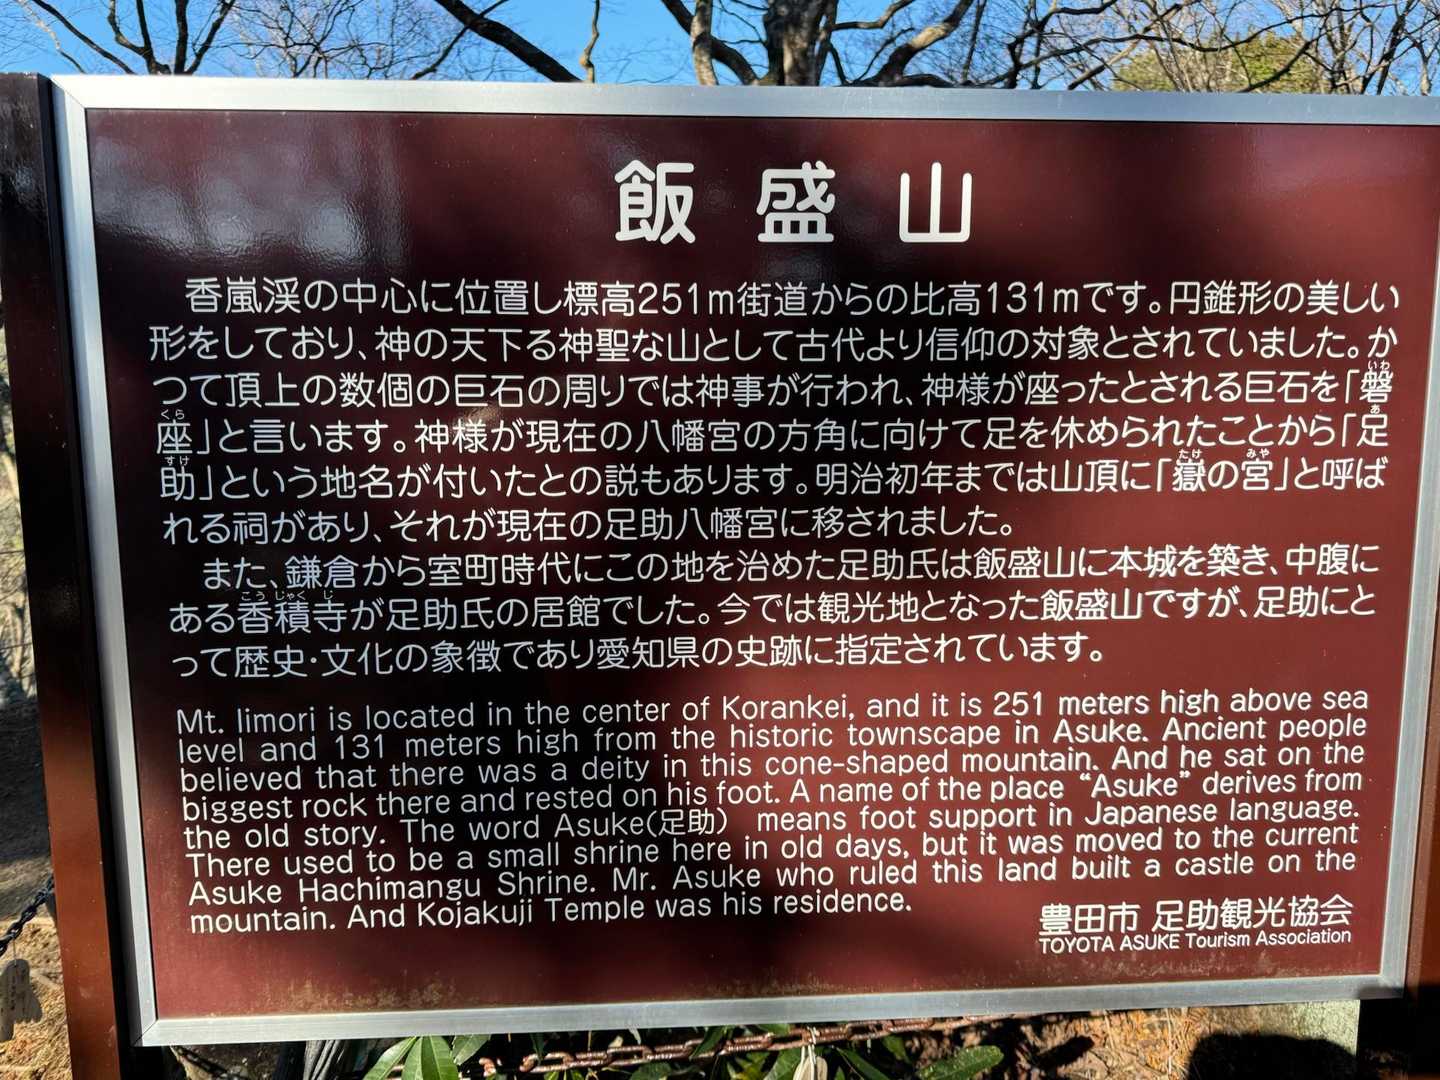 飯盛山
香嵐渓の中心に位置し標高251m街道からの比高131mです。円錐形の美しい
形をしており、神の天下る神聖な山として古代より信仰の対象とされていました。か
つて頂上の数個の巨石の周りでは神事が行われ、神様が座ったとされる巨石を「磐
座」と言います。神様が現在の八幡宮の方角に向けて足を休められたことから「足
助」という地名が付いたとの説もあります。明治初年までは山頂に「嶽の宮」と呼ば
れる祠があり、それが現在の足助八幡宮に移されました。
また、鎌倉から室町時代にこの地を治めた足助氏は飯盛山に本城を築き、中腹に
ある香積寺が足助氏の居館でした。今では観光地となった飯盛山ですが、足助にと
って歴史・文化の象徴であり愛知県の史跡に指定されています。
Mt. Iimori is located in the center of Korankei, and it is 251 meters high above sea
level and 131 meters high from the historic townscape in Asuke. Ancient people
believed that there was a deity in this cone-shaped mountain. And he sat on the
biggest rock there and rested on his foot. A name of the place “Asuke” derives from
the old story. The word Asuke(足助） means foot support in Japanese language.
There used to be a small shrine here in old days, but it was moved to the current
Asuke Hachimangu Shrine. Mr. Asuke who ruled this land built a castle on the
mountain. And Kojakuji Temple was his residence.
豊田市 足助観光協会
TOYOTA ASUKE Tourism Association